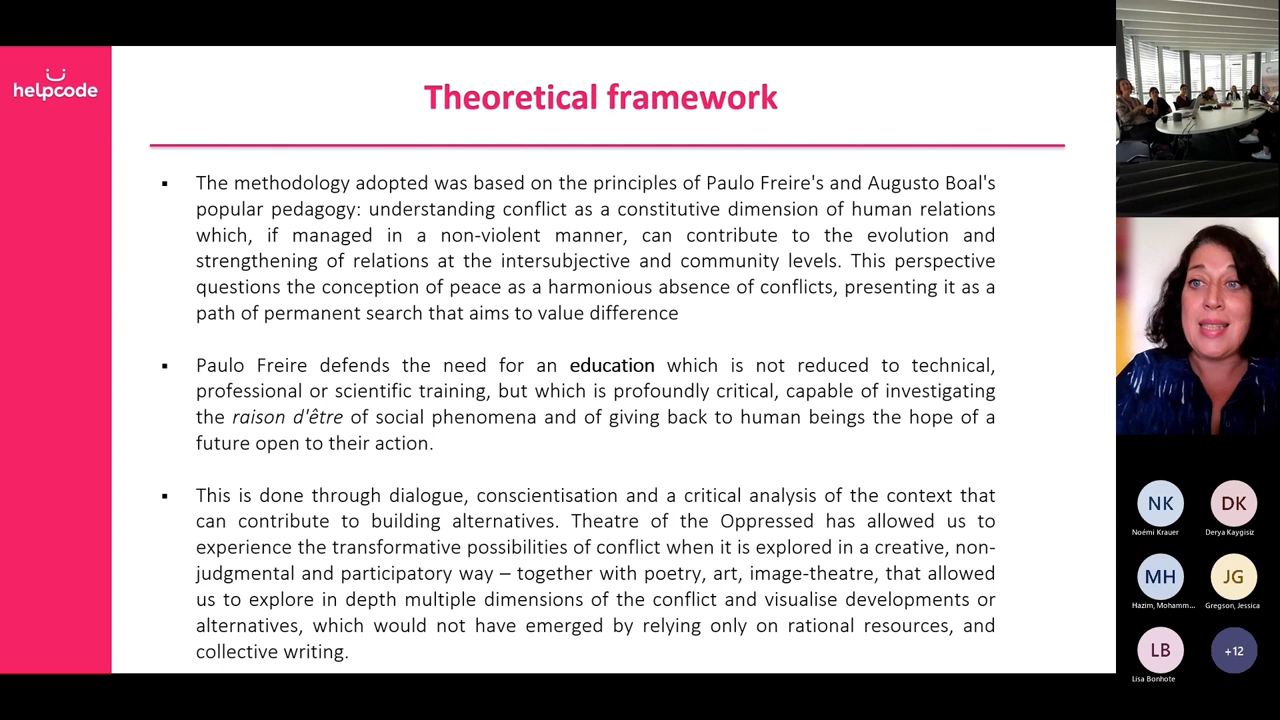 helpcode
Theoretical framework
▪ The methodology adopted was based on the principles of Paulo Freire's and Augusto Boal's
popular pedagogy: understanding conflict as a constitutive dimension of human relations
which, if managed in a non-violent manner, can contribute to the evolution and
strengthening of relations at the intersubjective and community levels. This perspective
questions the conception of peace as a harmonious absence of conflicts, presenting it as a
path of permanent search that aims to value difference
▪ Paulo Freire defends the need for an education which is not reduced to technical,
professional or scientific training, but which is profoundly critical, capable of investigating
the raison d'être of social phenomena and of giving back to human beings the hope of a
future open to their action.
▪ This is done through dialogue, conscientisation and a critical analysis of the context that
can contribute to building alternatives. Theatre of the Oppressed has allowed us to
experience the transformative possibilities of conflict when it is explored in a creative, non-
judgmental and participatory way – together with poetry, art, image-theatre, that allowed
us to explore in depth multiple dimensions of the conflict and visualise developments or
alternatives, which would not have emerged by relying only on rational resources, and
collective writing.
NK DK
Noémi Krauer Derya Kaygisiz
MH JG
Hazim, Mohamm... Gregson, Jessica
LB +12
Lisa Bonhote